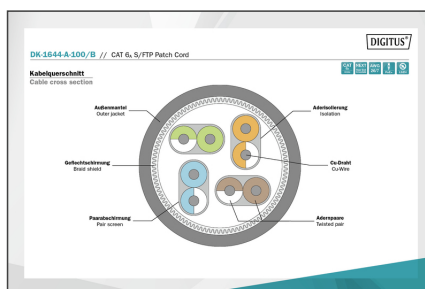 DIGITUS®
DK-1644-A-100/B // CAT 6A S/FTP Patch Cord
Kabelquerschnitt
Cable cross section
Außenmantel
Outer jacket
Aderisolierung
Isolation
Geflechtschirmung
Braid shield
Cu-Draht
Cu-Wire
Paarabschirmung
Pair screen
Adernpaare
Twisted pair